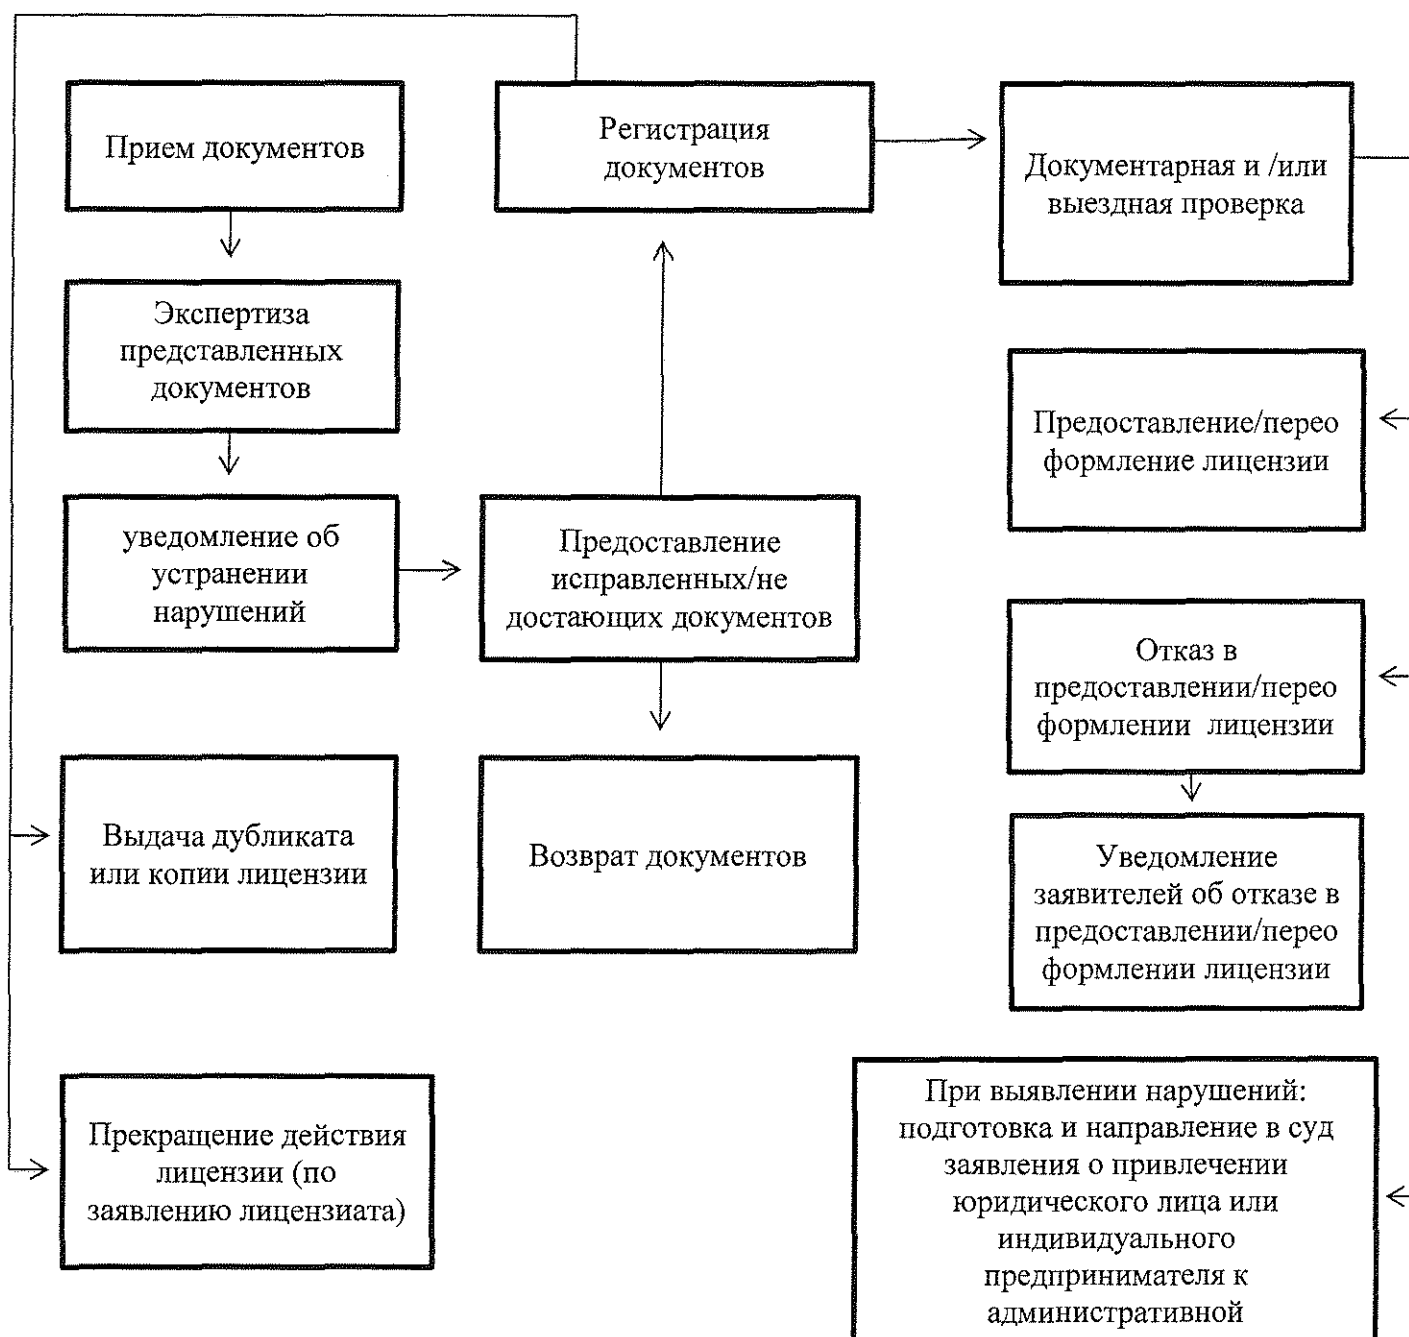 Прием документов
Регистрация
документов
Документарная и /или
выездная проверка
Экспертиза
представленных
документов
Предоставление/перео
формление лицензии
уведомление об
устранении
нарушений
Предоставление
исправленных/не
достающих документов
Отказ в
предоставлении/перео
формлении лицензии
Выдача дубликата
или копии лицензии
Возврат документов
Уведомление
заявителей об отказе в
предоставлении/перео
формлении лицензии
Прекращение действия
лицензии (по
заявлению лицензиата)
При выявлении нарушений:
подготовка и направление в суд
заявления о привлечении
юридического лица или
индивидуального
предпринимателя к
административной